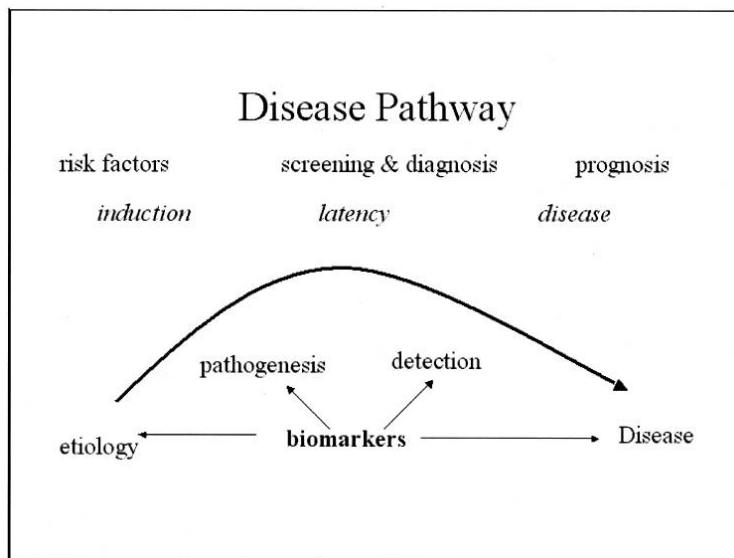 Disease Pathway
risk factors screening & diagnosis prognosis
induction latency disease
pathogenesis detection
etiology biomarkers Disease